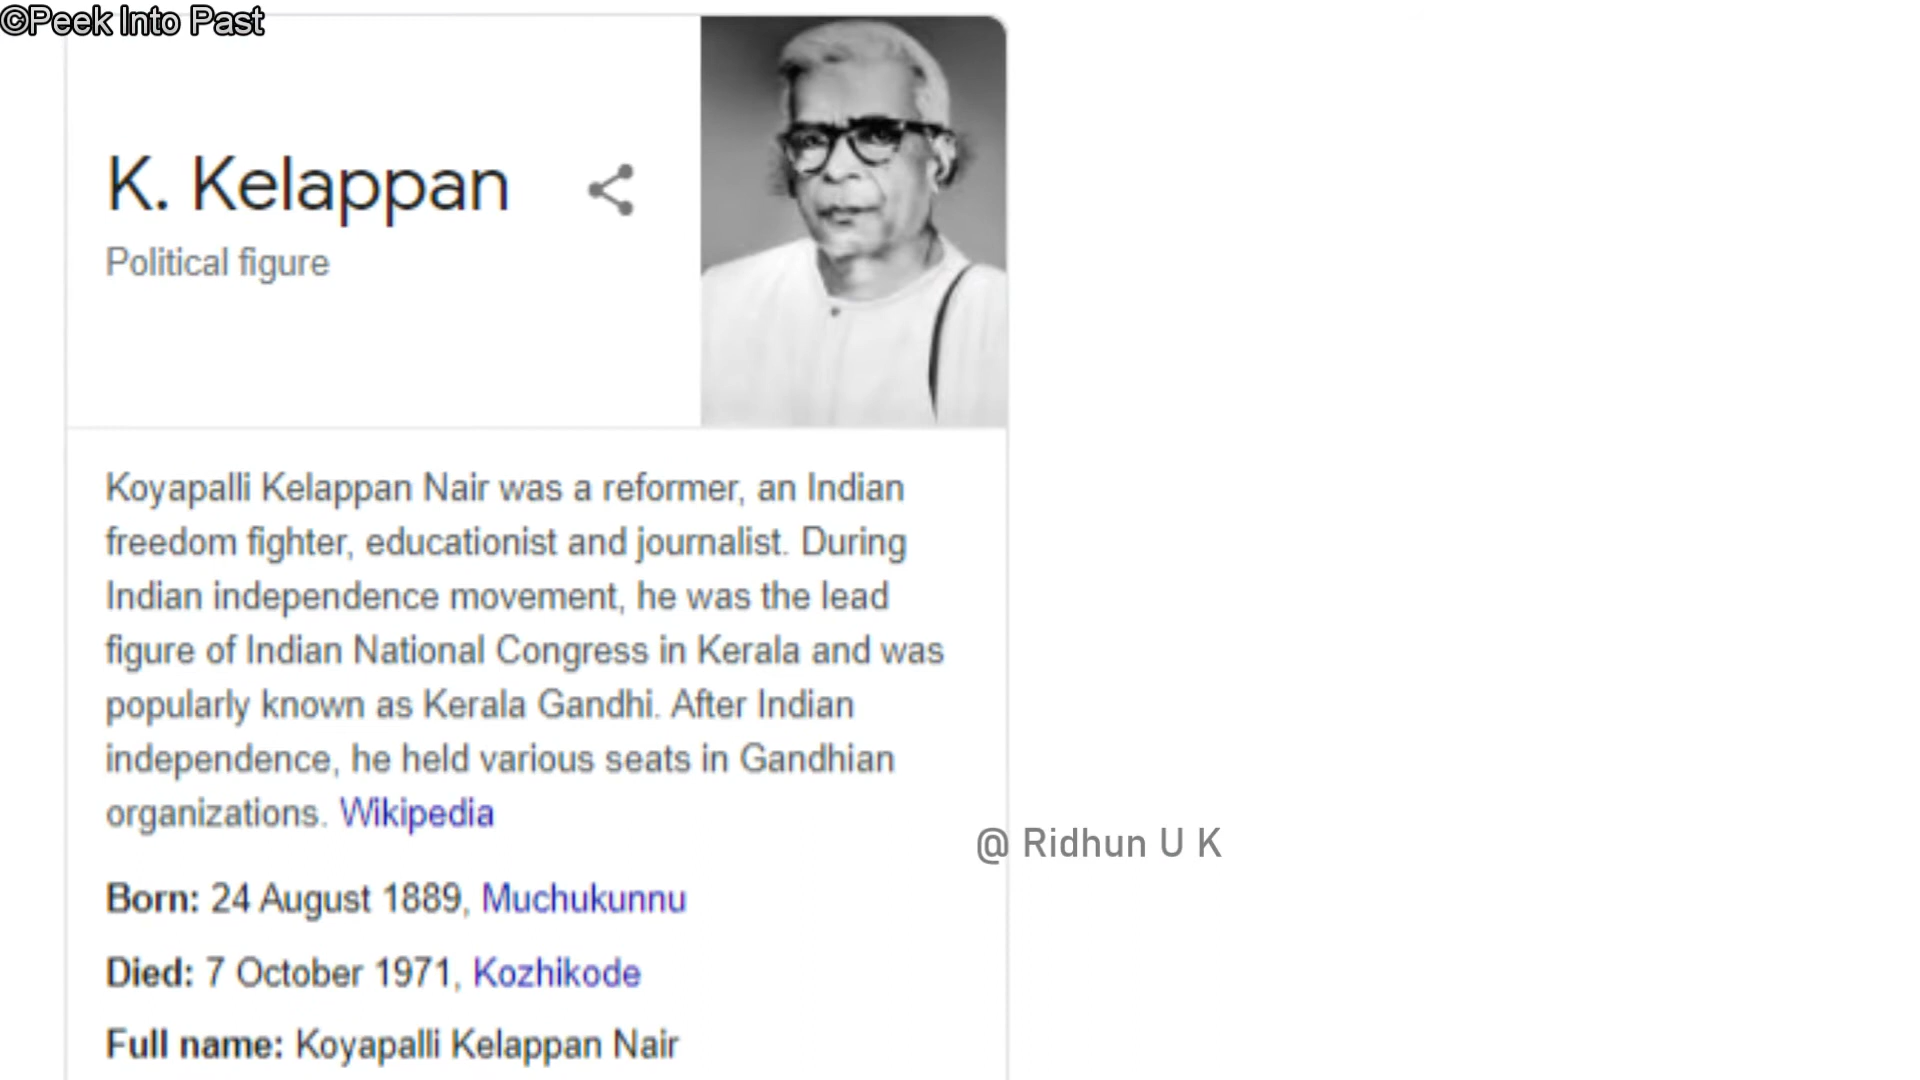 ©Peek Into Past
K. Kelappan
Political figure
Koyapalli Kelappan Nair was a reformer, an Indian
freedom fighter, educationist and journalist. During
Indian independence movement, he was the lead
figure of Indian National Congress in Kerala and was
popularly known as Kerala Gandhi. After Indian
independence, he held various seats in Gandhian
organizations. Wikipedia
@ Ridhun U K
Born: 24 August 1889, Muchukunnu
Died: 7 October 1971, Kozhikode
Full name: Koyapalli Kelappan Nair